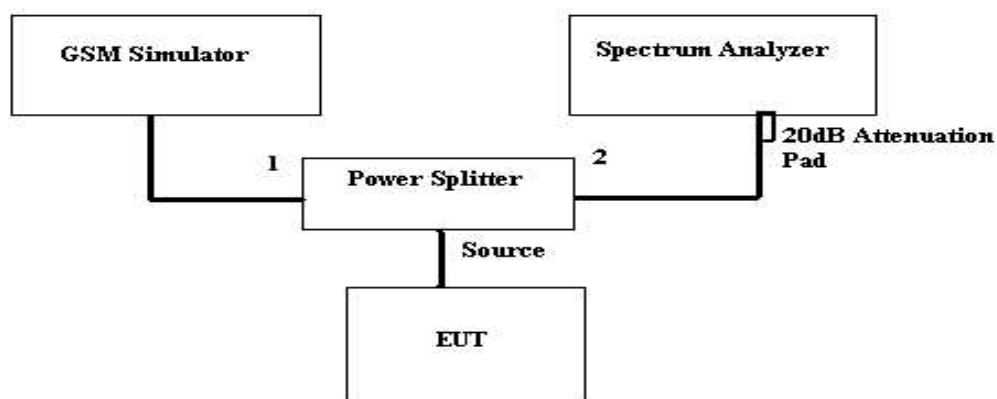 GSM Simulator
Spectrum Analyzer
20dB Attenuation
Pad
1
2
Power Splitter
Source
EUT